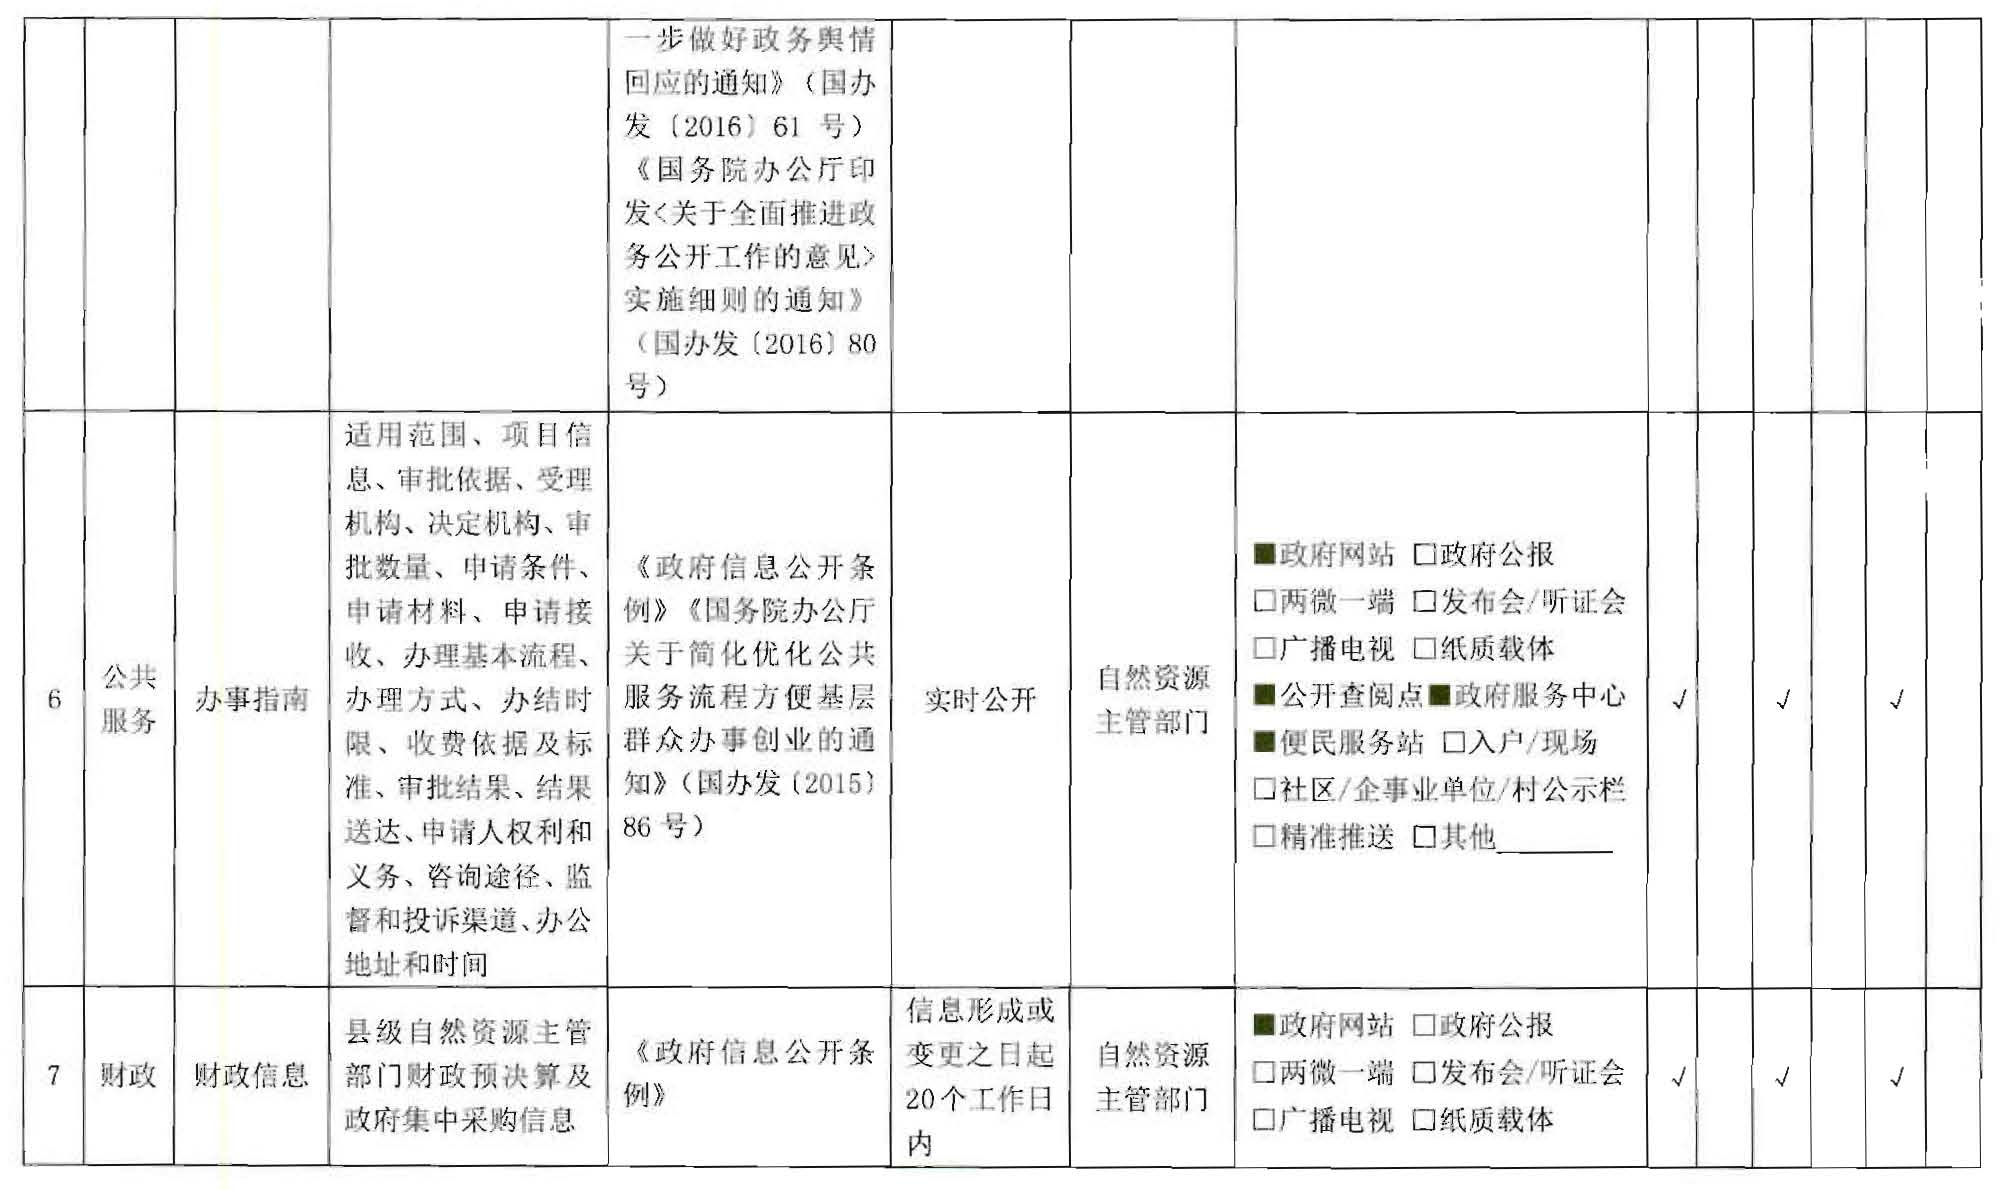 一步做好政务舆情
回应的通知》（国办
发〔2016〕61 号）
《国务院办公厅印
发<关于全面推进政
务公开工作的意见>
实施细则的通知》
（国办发〔2016〕80
号）
6
公共
服务
办事指南
适用范围、项目信
息、审批依据、受理
机构、决定机构、审
批数量、申请条件、
申请材料、申请接
收、办理基本流程、
办理方式、办结时
限、收费依据及标
准、审批结果、结果
送达、申请人权利和
义务、咨询途径、监
督和投诉渠道、办公
地址和时间
《政府信息公开条
例》《国务院办公厅
关于简化优化公共
服务流程方便基层
群众办事创业的通
知》（国办发〔2015〕
86 号）
实时公开
自然资源
主管部门
■政府网站 □政府公报
□两微一端 □发布会/听证会
□广播电视 □纸质载体
■公开查阅点■政府服务中心
■便民服务站 □入户/现场
□社区/企事业单位/村公示栏
□精准推送 □其他________
√
√
√
7
财政
财政信息
县级自然资源主管
部门财政预决算及
政府集中采购信息
《政府信息公开条
例》
信息形成或
变更之日起
20个工作日
内
自然资源
主管部门
■政府网站 □政府公报
□两微一端 □发布会/听证会
□广播电视 □纸质载体
√
√
√